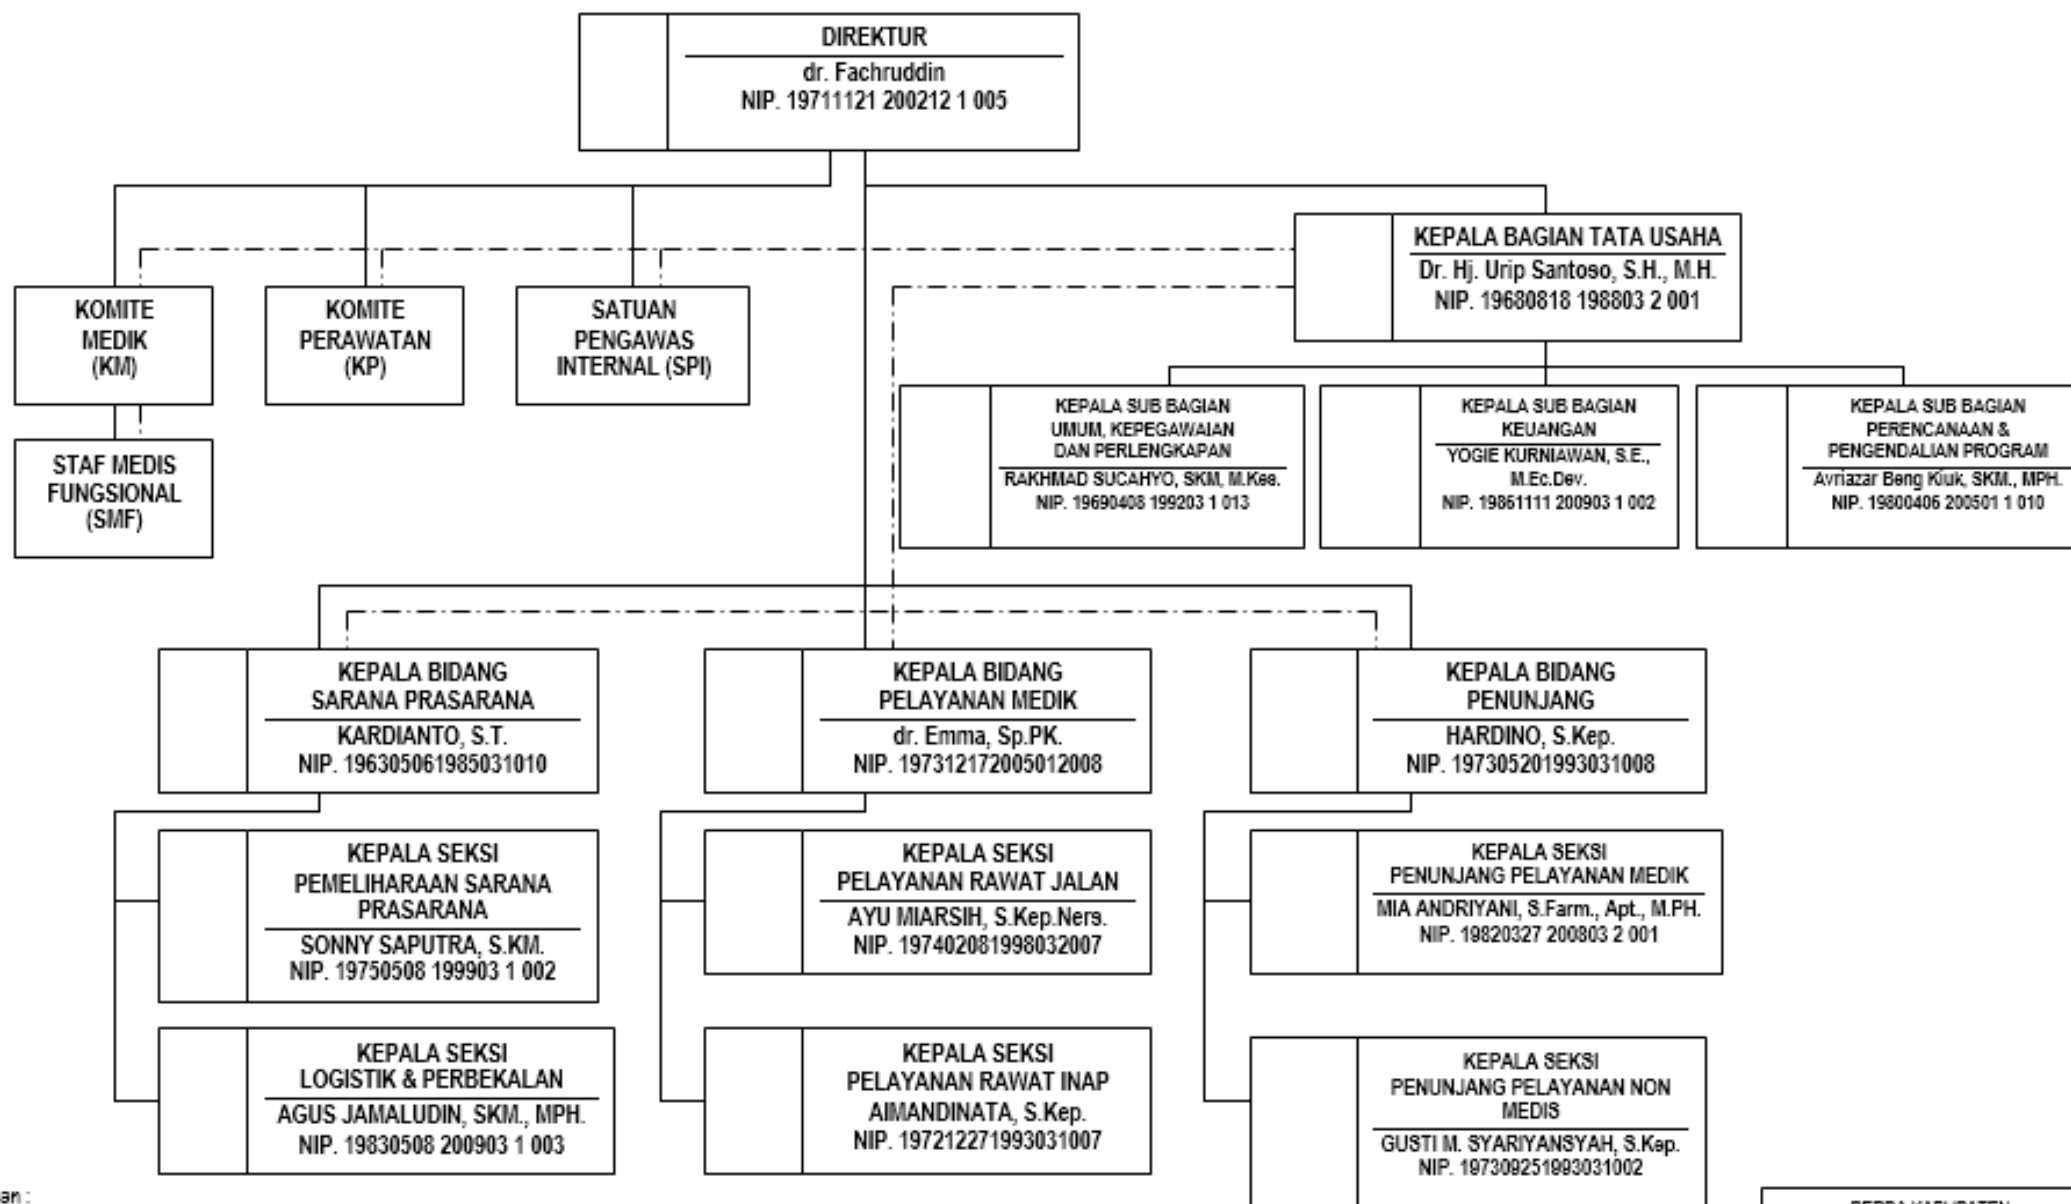 DIREKTUR
dr. Fachruddin
NIP. 19711121 200212 1 005
KEPALA BAGIAN TATA USAHA
Dr. Hj. Urip Santoso, S.H., M.H.
NIP. 19680818 198803 2 001
KOMITE
MEDIK
(KM)
KOMITE
PERAWATAN
(KP)
SATUAN
PENGAWAS
INTERNAL (SPI)
STAF MEDIS
FUNGSIONAL
(SMF)
KEPALA SUB BAGIAN
UMUM, KEPEGAWAIAN
DAN PERLENGKAPAN
RAKHMAD SUCAHYO, SKM, M.Kes.
NIP. 19690408 199203 1 013
KEPALA SUB BAGIAN
KEUANGAN
YOGIE KURNIAWAN, S.E.,
M.Ec.Dev.
NIP. 19861111 200903 1 002
KEPALA SUB BAGIAN
PERENCANAAN &
PENGENDALIAN PROGRAM
Avriazar Beng Kiuk, SKM., MPH.
NIP. 19800406 200501 1 010
KEPALA BIDANG
SARANA PRASARANA
KARDIANTO, S.T.
NIP. 196305061985031010
KEPALA BIDANG
PELAYANAN MEDIK
dr. Emma, Sp.PK.
NIP. 197312172005012008
KEPALA BIDANG
PENUNJANG
HARDINO, S.Kep.
NIP. 197305201993031008
KEPALA SEKSI
PEMELIHARAAN SARANA
PRASARANA
SONNY SAPUTRA, S.KM.
NIP. 19750508 199903 1 002
KEPALA SEKSI
PELAYANAN RAWAT JALAN
AYU MIARSIH, S.Kep.Ners.
NIP. 197402081998032007
KEPALA SEKSI
PENUNJANG PELAYANAN MEDIK
MIA ANDRIYANI, S.Farm., Apt., M.PH.
NIP. 19820327 200803 2 001
KEPALA SEKSI
LOGISTIK & PERBEKALAN
AGUS JAMALUDIN, SKM., MPH.
NIP. 19830508 200903 1 003
KEPALA SEKSI
PELAYANAN RAWAT INAP
AIMANDINATA, S.Kep.
NIP. 197212271993031007
KEPALA SEKSI
PENUNJANG PELAYANAN NON
MEDIS
GUSTI M. SYARIYANSYAH, S.Kep.
NIP. 197309251993031002
an :